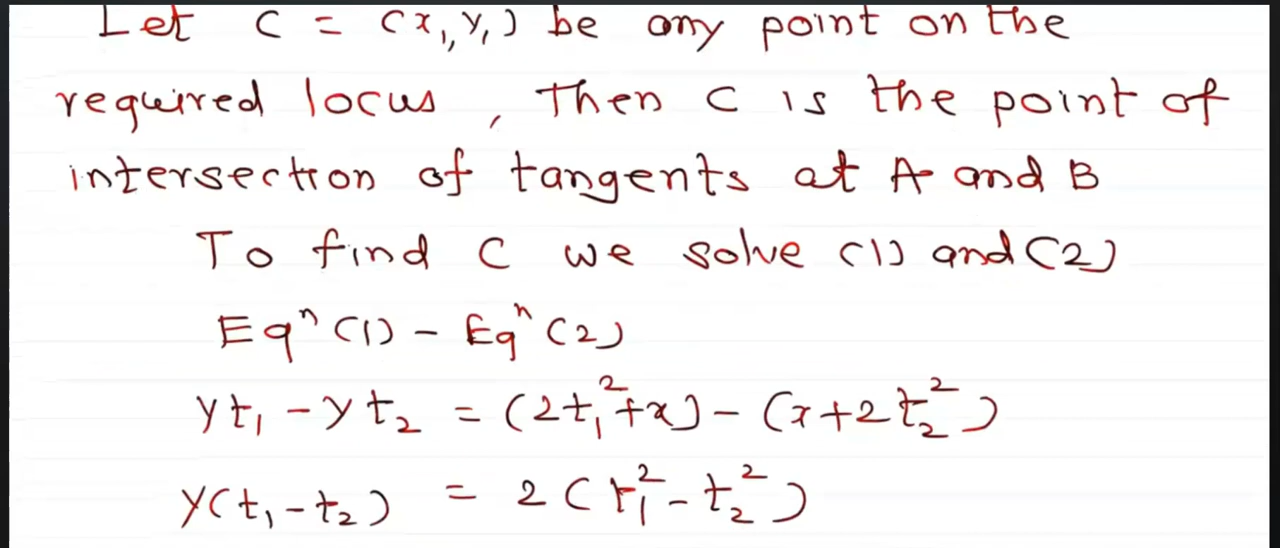 Let C = (x₁, y₁) be any point on the
required locus, Then C is the point of
intersection of tangents at A and B
To find C we solve (1) and (2)
Eqⁿ (1) - Eqⁿ (2)
yt₁ - yt₂ = (2t₁² + x) - (x + 2t₂²)
y(t₁ - t₂) = 2(t₁² - t₂²)